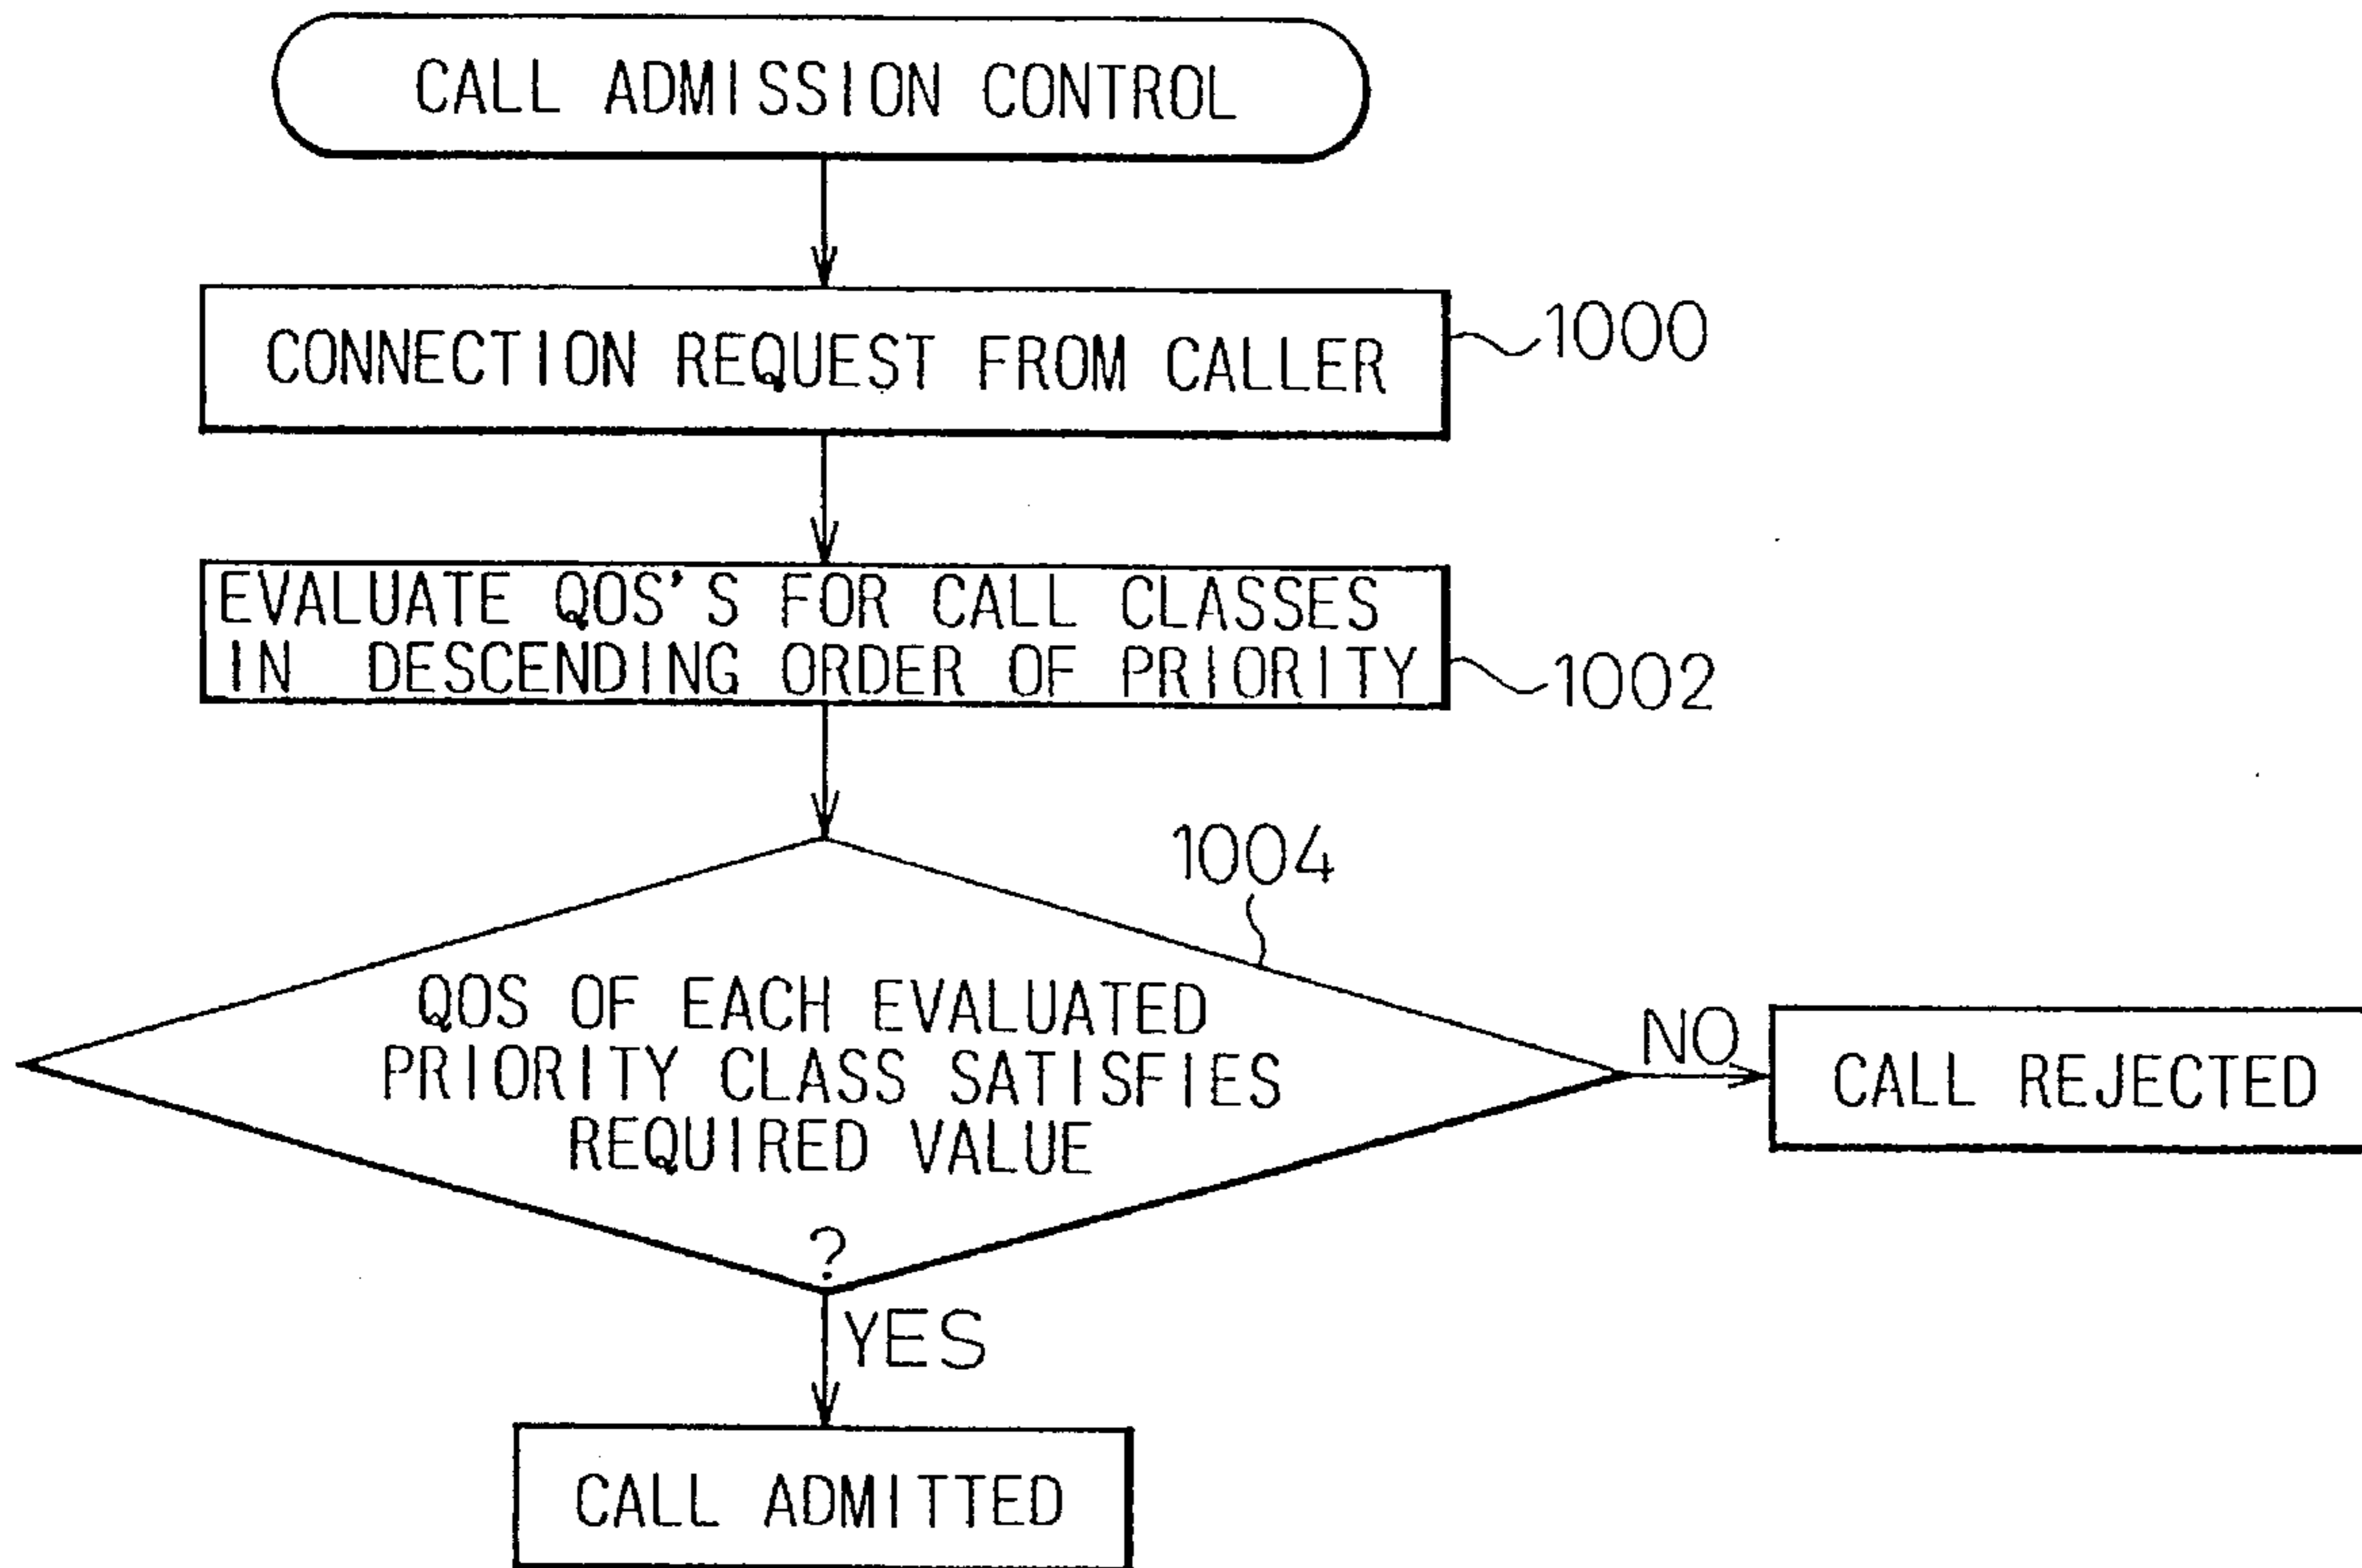 CALL ADMISSION CONTROL
CONNECTION REQUEST FROM CALLER
1000
EVALUATE QOS'S FOR CALL CLASSES
IN DESCENDING ORDER OF PRIORITY
1002
1004
QOS OF EACH EVALUATED
PRIORITY CLASS SATISFIES
REQUIRED VALUE
?
NO
CALL REJECTED
YES
CALL ADMITTED